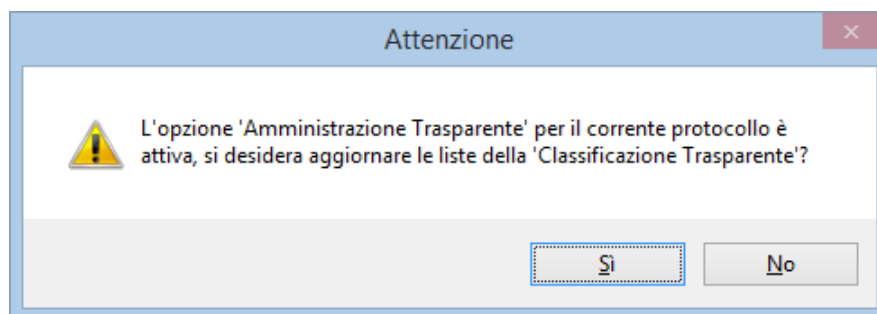 Attenzione
L'opzione 'Amministrazione Trasparente' per il corrente protocollo è
attiva, si desidera aggiornare le liste della 'Classificazione Trasparente'?
Sì No